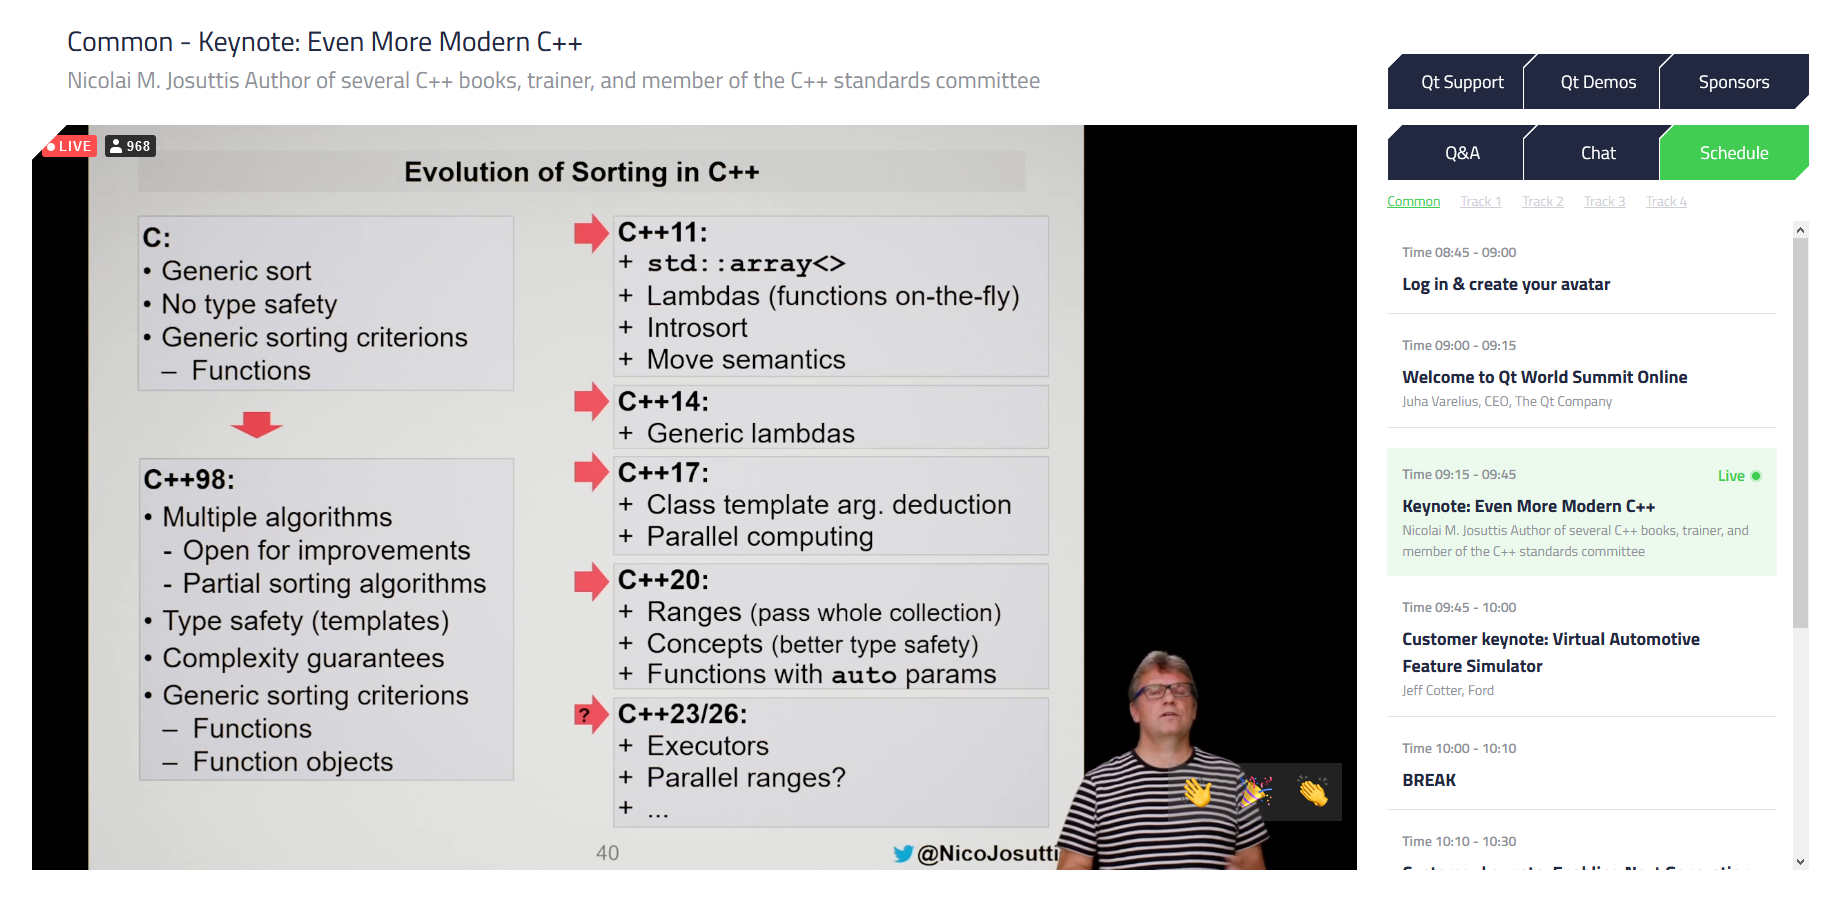 Common - Keynote: Even More Modern C++
Nicolai M. Josuttis Author of several C++ books, trainer, and member of the C++ standards committee
LIVE
968
Evolution of Sorting in C++
C:
• Generic sort
• No type safety
• Generic sorting criterions
– Functions
C++98:
• Multiple algorithms
- Open for improvements
- Partial sorting algorithms
• Type safety (templates)
• Complexity guarantees
• Generic sorting criterions
– Functions
– Function objects
C++11:
+ std::array<>
+ Lambdas (functions on-the-fly)
+ Introsort
+ Move semantics
C++14:
+ Generic lambdas
C++17:
+ Class template arg. deduction
+ Parallel computing
C++20:
+ Ranges (pass whole collection)
+ Concepts (better type safety)
+ Functions with auto params
?
C++23/26:
+ Executors
+ Parallel ranges?
+ ...
40
@NicoJosutti
Qt Support
Qt Demos
Sponsors
Q&A
Chat
Schedule
Common
Track 1
Track 2
Track 3
Track 4
Time 08:45 - 09:00
Log in & create your avatar
Time 09:00 - 09:15
Welcome to Qt World Summit Online
Juha Varelius, CEO, The Qt Company
Time 09:15 - 09:45
Live
Keynote: Even More Modern C++
Nicolai M. Josuttis Author of several C++ books, trainer, and
member of the C++ standards committee
Time 09:45 - 10:00
Customer keynote: Virtual Automotive
Feature Simulator
Jeff Cotter, Ford
Time 10:00 - 10:10
BREAK
Time 10:10 - 10:30